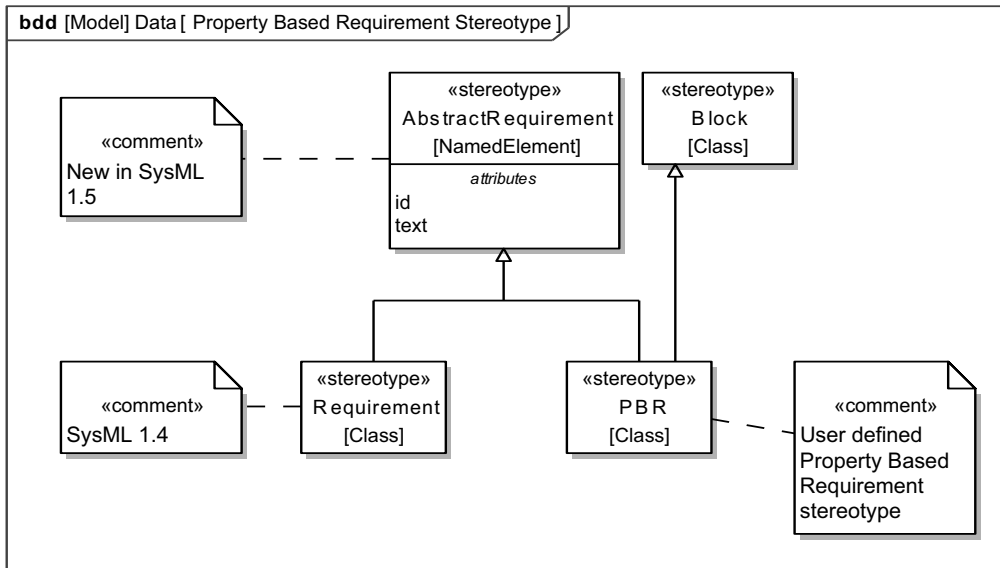 bdd [Model] Data [ Property Based Requirement Stereotype ]
«stereotype»
AbstractRequirement
[NamedElement]
attributes
id
text
«stereotype»
Block
[Class]
«comment»
New in SysML
1.5
«comment»
SysML 1.4
«stereotype»
Requirement
[Class]
«stereotype»
PBR
[Class]
«comment»
User defined
Property Based
Requirement
stereotype